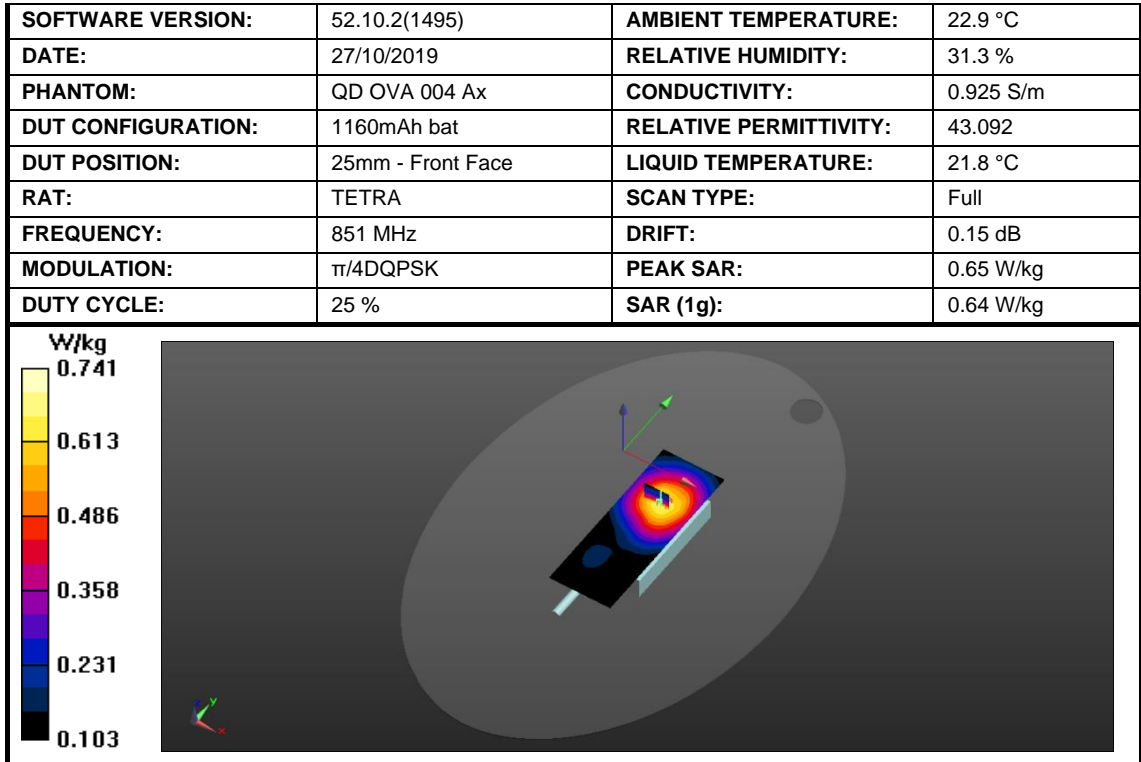 SOFTWARE VERSION: 52.10.2(1495) AMBIENT TEMPERATURE: 22.9 °C
DATE: 27/10/2019 RELATIVE HUMIDITY: 31.3 %
PHANTOM: QD OVA 004 Ax CONDUCTIVITY: 0.925 S/m
DUT CONFIGURATION: 1160mAh bat RELATIVE PERMITTIVITY: 43.092
DUT POSITION: 25mm - Front Face LIQUID TEMPERATURE: 21.8 °C
RAT: TETRA SCAN TYPE: Full
FREQUENCY: 851 MHz DRIFT: 0.15 dB
MODULATION: π/4DQPSK PEAK SAR: 0.65 W/kg
DUTY CYCLE: 25 % SAR (1g): 0.64 W/kg
W/kg
0.741
0.613
0.486
0.358
0.231
0.103
y
x